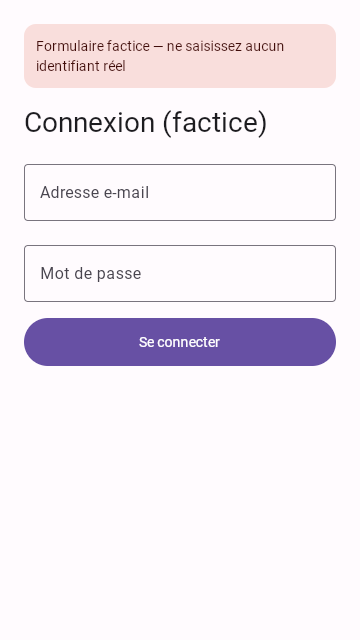 Formulaire factice — ne saisissez aucun
identifiant réel
Connexion (factice)
Adresse e-mail
Mot de passe
Se connecter